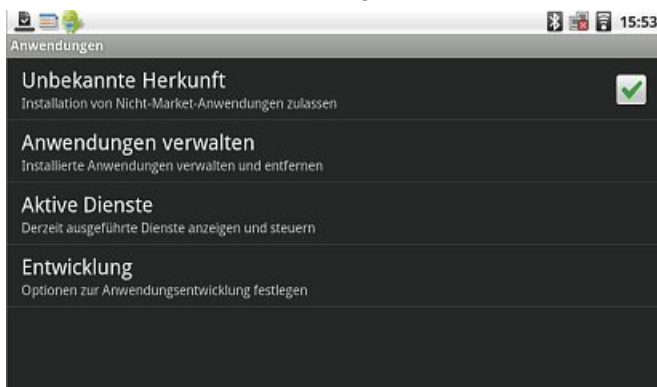 15:53
Anwendungen
Unbekannte Herkunft
Installation von Nicht-Market-Anwendungen zulassen
Anwendungen verwalten
Installierte Anwendungen verwalten und entfernen
Aktive Dienste
Derzeit ausgeführte Dienste anzeigen und steuern
Entwicklung
Optionen zur Anwendungsentwicklung festlegen